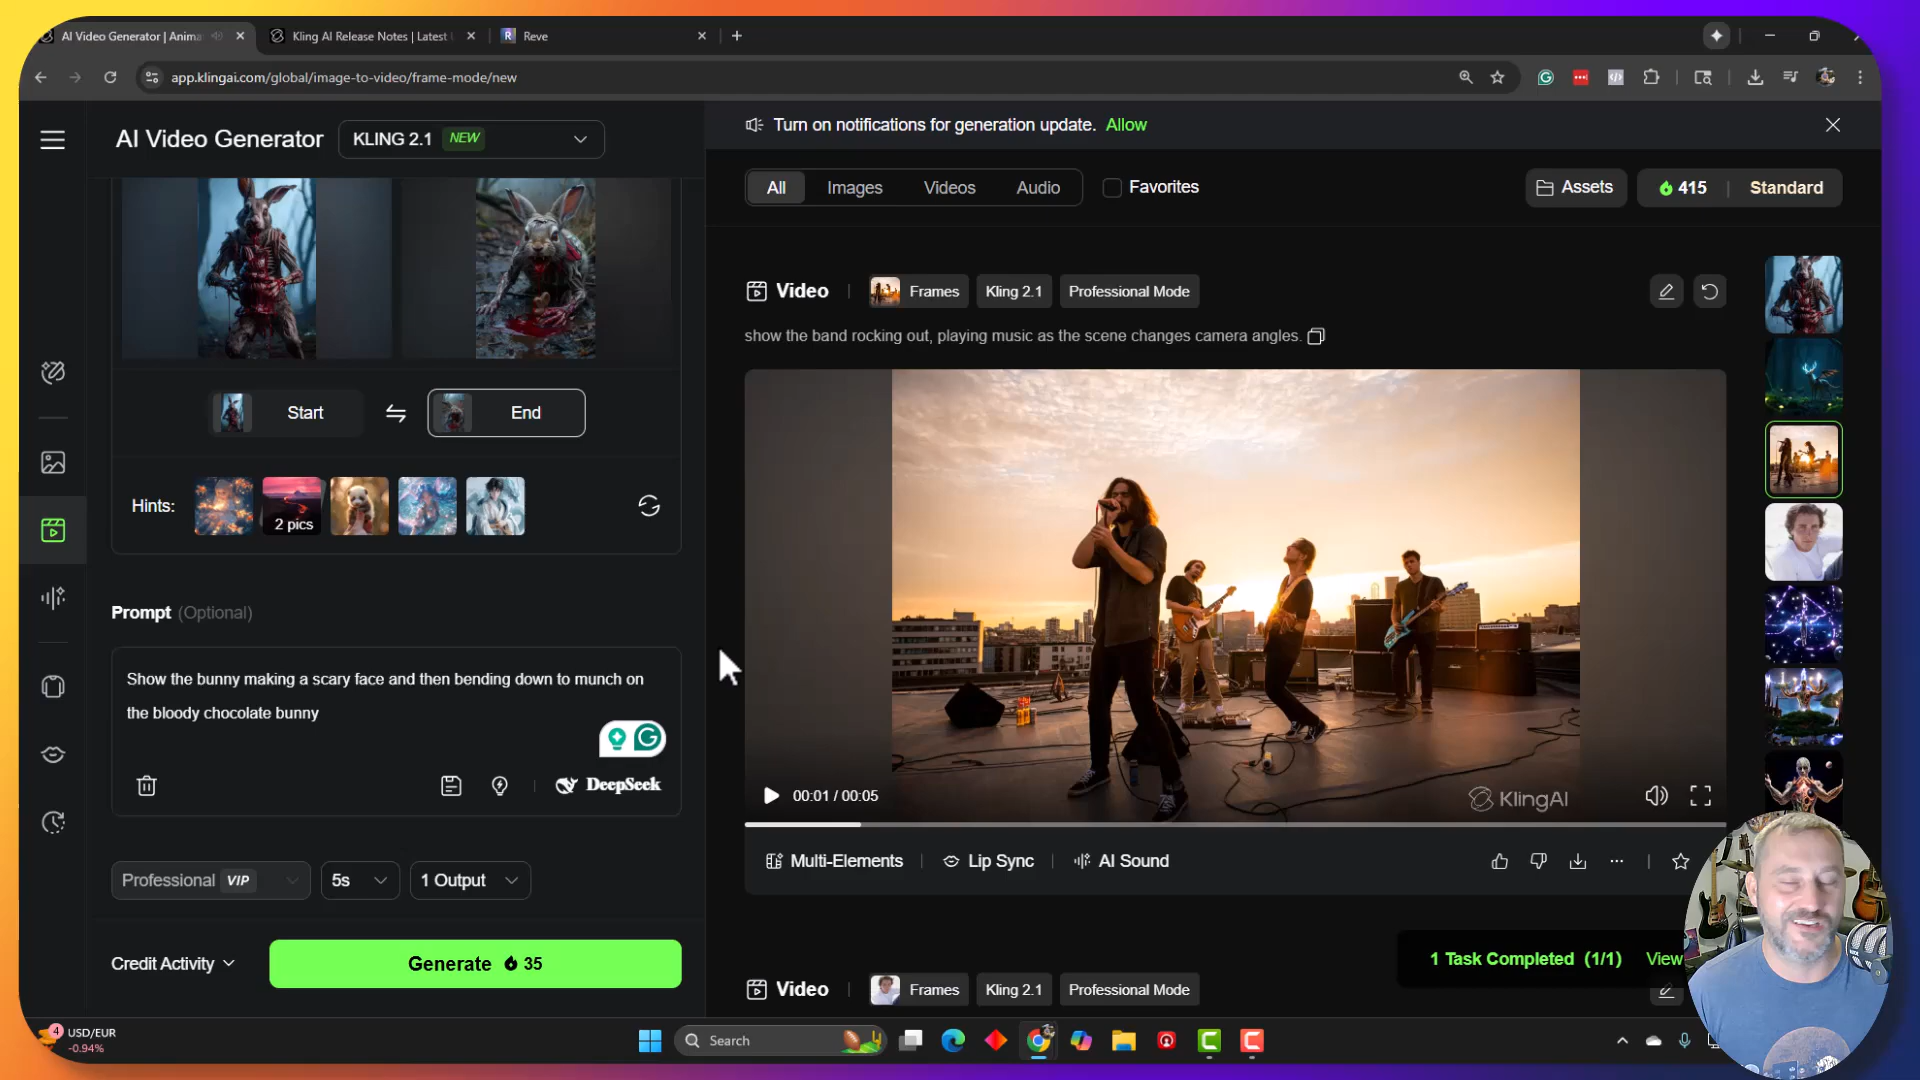 AI Video Generator | Anima
Kling AI Release Notes | Latest
Reve
app.klingai.com/global/image-to-video/frame-mode/new
AI Video Generator
KLING 2.1 NEW
Turn on notifications for generation update. Allow
All
Images
Videos
Audio
Favorites
Assets
415
Standard
Video
Frames
Kling 2.1
Professional Mode
show the band rocking out, playing music as the scene changes camera angles.
Start
End
Hints:
2 pics
Prompt (Optional)
Show the bunny making a scary face and then bending down to munch on
the bloody chocolate bunny
DeepSeek
Professional VIP
5s
1 Output
Credit Activity
Generate 35
00:01 / 00:05
KlingAI
Multi-Elements
Lip Sync
AI Sound
1 Task Completed (1/1) View
Video
Frames
Kling 2.1
Professional Mode
4
USD/EUR
-0.94%
Search